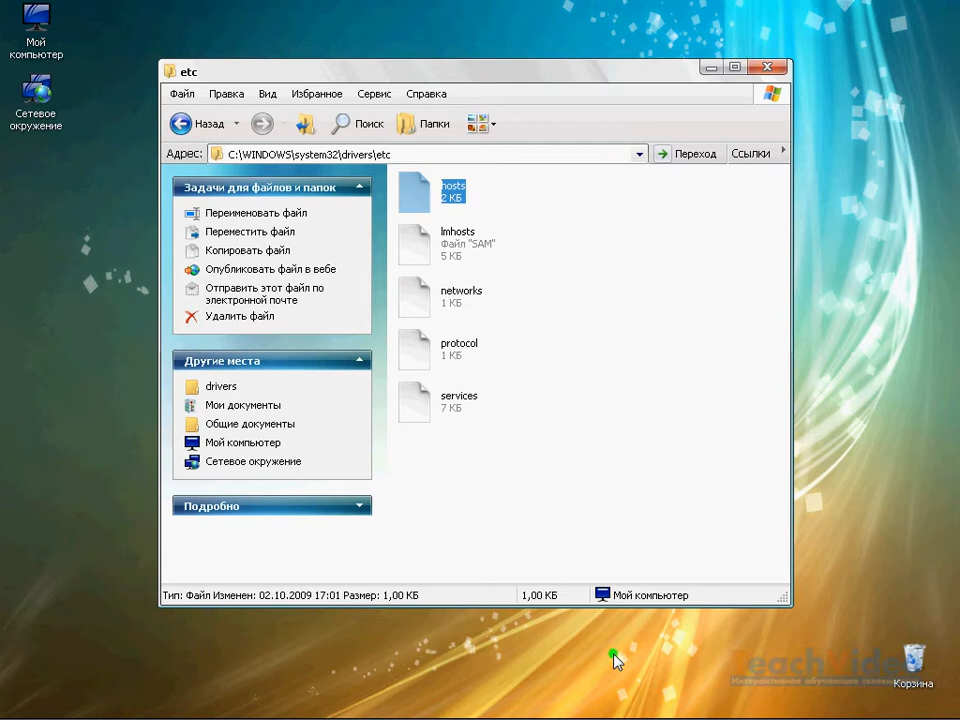 Мой
компьютер
Сетевое
окружение
etc
Файл Правка Вид Избранное Сервис Справка
Назад Поиск Папки
Адрес: C:\WINDOWS\system32\drivers\etc Переход Ссылки
Задачи для файлов и папок
Переименовать файл
Переместить файл
Копировать файл
Опубликовать файл в вебе
Отправить этот файл по
электронной почте
Удалить файл
Другие места
drivers
Мои документы
Общие документы
Мой компьютер
Сетевое окружение
Подробно
hosts
2 КБ
lmhosts
Файл "SAM"
5 КБ
networks
1 КБ
protocol
1 КБ
services
7 КБ
Тип: Файл Изменен: 02.10.2009 17:01 Размер: 1,00 КБ 1,00 КБ Мой компьютер
TeachVideo
Интерактивное обучающее
Корзина